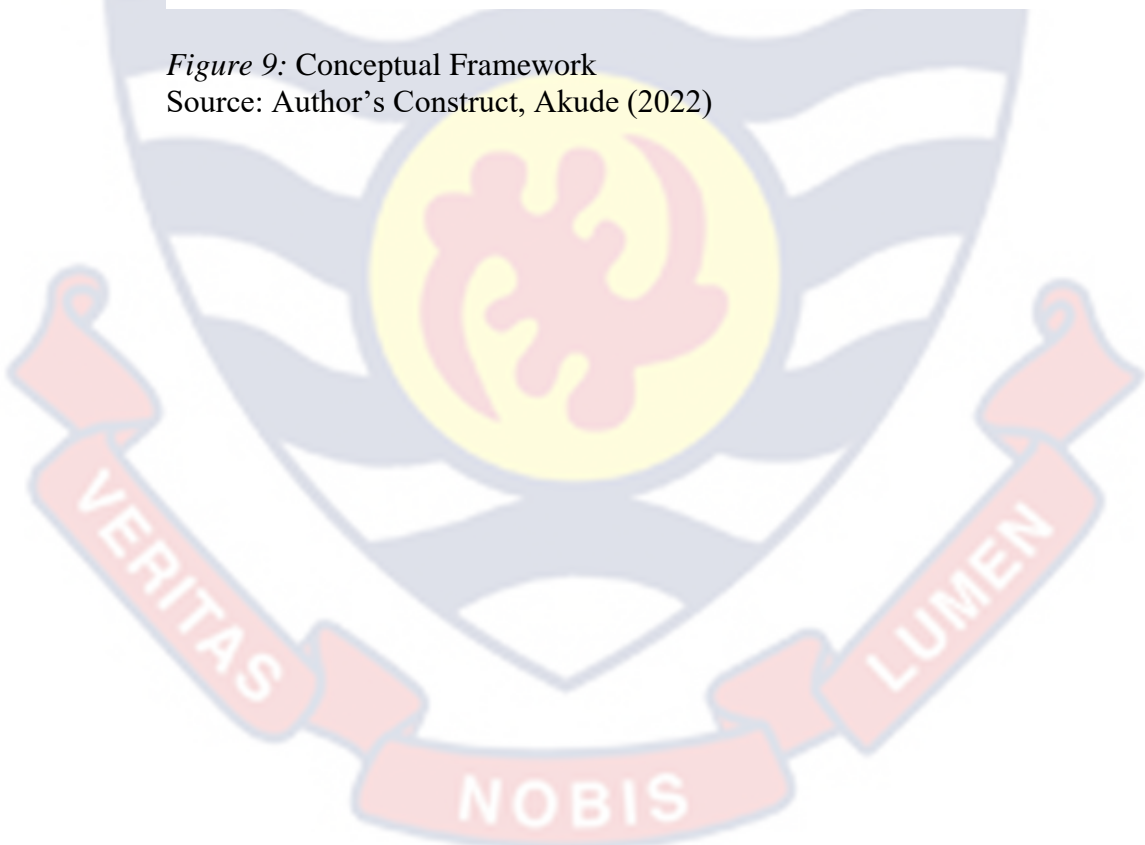 Figure 9: Conceptual Framework
Source: Author's Construct, Akude (2022)
VERITAS
NOBIS
LUMEN